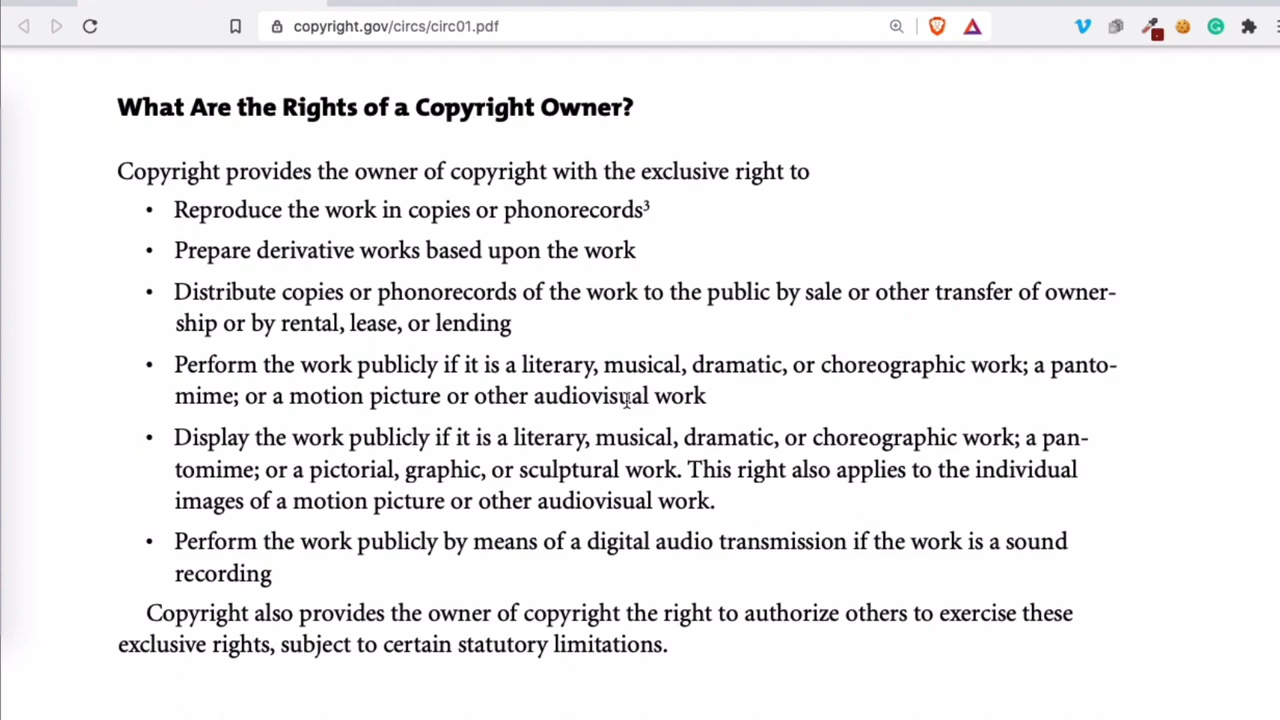 copyright.gov/circs/circ01.pdf
What Are the Rights of a Copyright Owner?
Copyright provides the owner of copyright with the exclusive right to
• Reproduce the work in copies or phonorecords³
• Prepare derivative works based upon the work
• Distribute copies or phonorecords of the work to the public by sale or other transfer of owner-
ship or by rental, lease, or lending
• Perform the work publicly if it is a literary, musical, dramatic, or choreographic work; a panto-
mime; or a motion picture or other audiovisual work
• Display the work publicly if it is a literary, musical, dramatic, or choreographic work; a pan-
tomime; or a pictorial, graphic, or sculptural work. This right also applies to the individual
images of a motion picture or other audiovisual work.
• Perform the work publicly by means of a digital audio transmission if the work is a sound
recording
Copyright also provides the owner of copyright the right to authorize others to exercise these
exclusive rights, subject to certain statutory limitations.